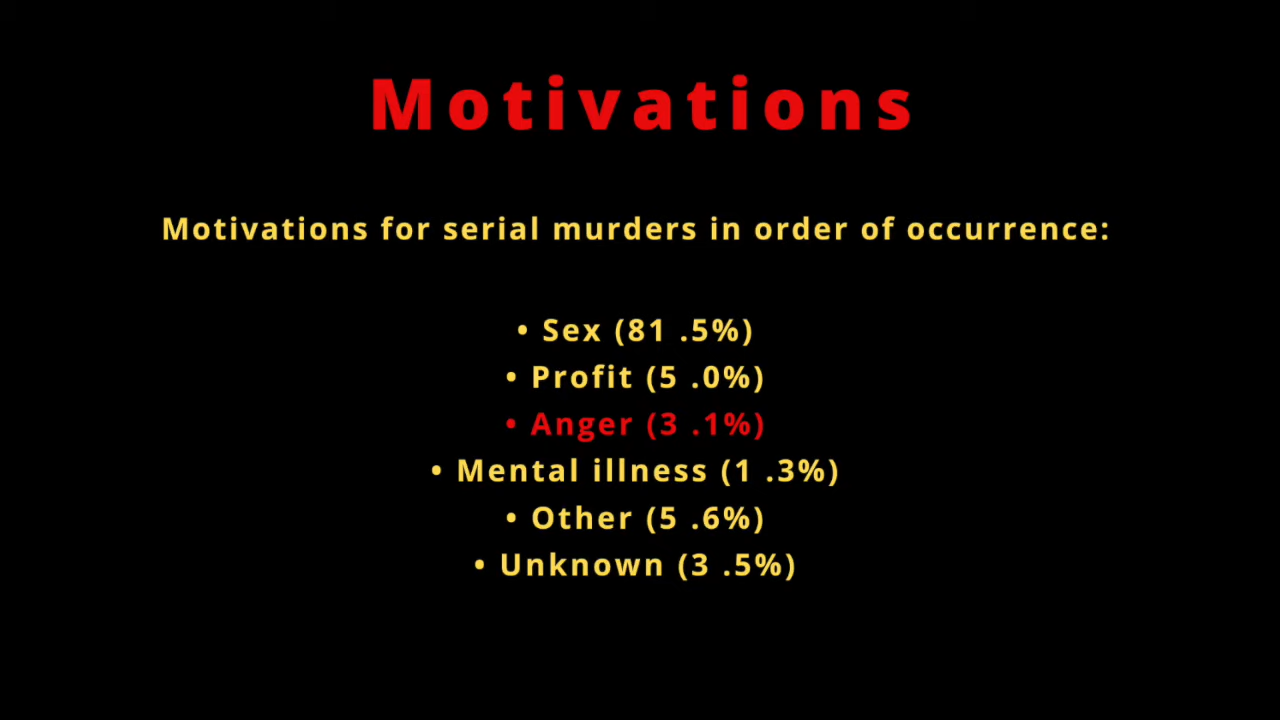 Motivations
Motivations for serial murders in order of occurrence:
• Sex (81 .5%)
• Profit (5 .0%)
• Anger (3 .1%)
• Mental illness (1 .3%)
• Other (5 .6%)
• Unknown (3 .5%)